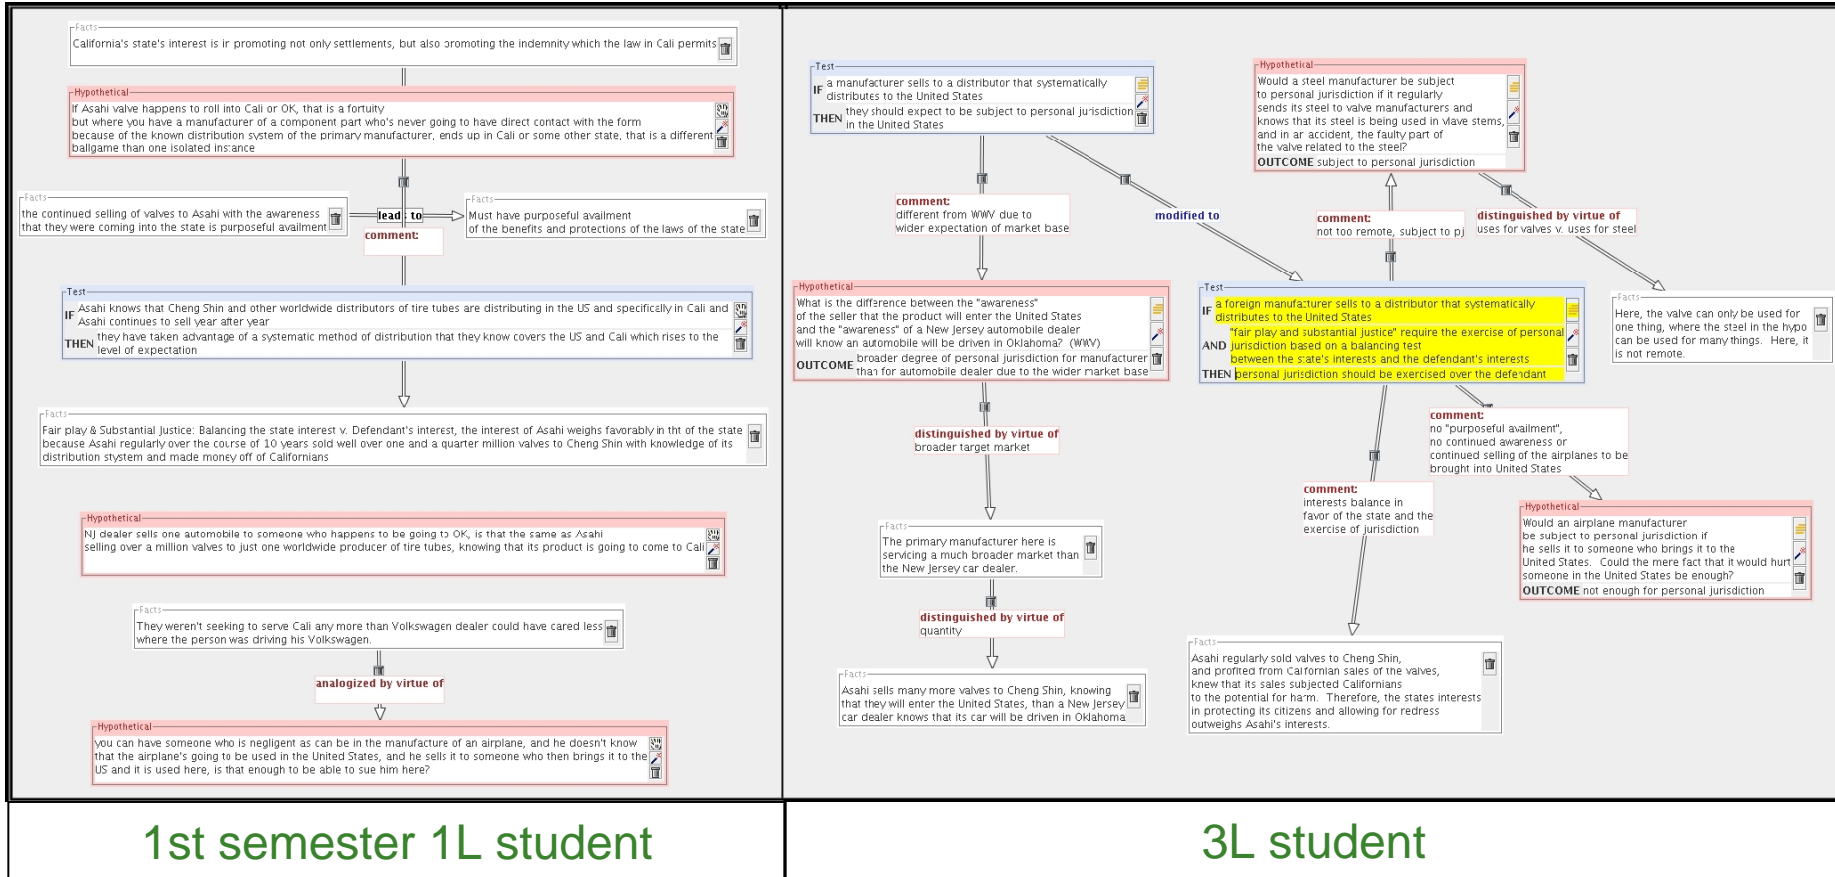 Facts
California's state's interest is ir promoting not only settlements, but also promoting the indemnity which the law in Cali permits
Hypothetical
If Asahi valve happens to roll into Cali or OK, that is a fortuity
but where you have a manufacturer of a component part who's never going to have direct contact with the form
because of the known distribution system of the primary manufacturer, ends up in Cali or some other state, that is a different
ballgame than one isolated instance
Facts
the continued selling of valves to Asahi with the awareness
that they were coming into the state is purposeful availment
leads to
Facts
Must have purposeful availment
of the benefits and protections of the laws of the state
comment:
Test
IF Asahi knows that Cheng Shin and other worldwide distributors of tire tubes are distributing in the US and specifically in Cali and
Asahi continues to sell year after year
THEN they have taken advantage of a systematic method of distribution that they know covers the US and Cali which rises to the
level of expectation
Facts
Fair play & Substantial Justice: Balancing the state interest v. Defendant's interest, the interest of Asahi weighs favorably in tht of the state
because Asahi regularly over the course of 10 years sold well over one and a quarter million valves to Cheng Shin with knowledge of its
distribution stystem and made money off of Californians
Hypothetical
NJ dealer sells one automobile to someone who happens to be going to OK, is that the same as Asahi
selling over a million valves to just one worldwide producer of tire tubes, knowing that its product is going to come to Cali
Facts
They weren't seeking to serve Cali any more than Volkswagen dealer could have cared less
where the person was driving his Volkswagen.
analogized by virtue of
Hypothetical
you can have someone who is negligent as can be in the manufacture of an airplane, and he doesn't know
that the airplane's going to be used in the United States, and he sells it to someone who then brings it to the
US and it is used here, is that enough to be able to sue him here?
1st semester 1L student
Test
IF a manufacturer sells to a distributor that systematically
distributes to the United States
THEN they should expect to be subject to personal jurisdiction
in the United States
Hypothetical
Would a steel manufacturer be subject
to personal jurisdiction if it regularly
sends its steel to valve manufacturers and
knows that its steel is being used in vlave stems,
and in ar accident, the faulty part of
the valve related to the steel?
OUTCOME subject to personal jurisdiction
comment:
different from WWV due to
wider expectation of market base
modified to
comment:
not too remote, subject to pj
distinguished by virtue of
uses for valves v. uses for steel
Hypothetical
What is the difference between the "awareness"
of the seller that the product will enter the United States
and the "awareness" of a New Jersey automobile dealer
will know an automobile will be driven in Oklahoma? (WWV)
OUTCOME broader degree of personal jurisdiction for manufacturer
than for automobile dealer due to the wider market base
Test
IF a foreign manufacturer sells to a distributor that systematically
distributes to the United States
AND "fair play and substantial justice" require the exercise of personal
jurisdiction based on a balancing test
between the state's interests and the defendant's interests
THEN personal jurisdiction should be exercised over the defendant
Facts
Here, the valve can only be used for
one thing, where the steel in the hypo
can be used for many things. Here, it
is not remote.
distinguished by virtue of
broader target market
comment:
no "purposeful availment",
no continued awareness or
continued selling of the airplanes to be
brought into United States
comment:
interests balance in
favor of the state and the
exercise of jurisdiction
Facts
The primary manufacturer here is
servicing a much broader market than
the New Jersey car dealer.
Hypothetical
Would an airplane manufacturer
be subject to personal jurisdiction if
he sells it to someone who brings it to the
United States. Could the mere fact that it would hurt
someone in the United States be enough?
OUTCOME not enough for personal jurisdiction
distinguished by virtue of
quantity
Facts
Asahi sells many more valves to Cheng Shin, knowing
that they will enter the United States, than a New Jersey
car dealer knows that its car will be driven in Oklahoma
Facts
Asahi regularly sold valves to Cheng Shin,
and profited from Californian sales of the valves,
knew that its sales subjected Californians
to the potential for harm. Therefore, the states interests
in protecting its citizens and allowing for redress
outweighs Asahi's interests.
3L student